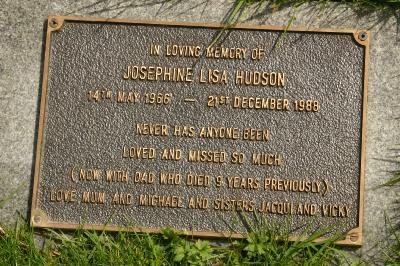 IN LOVING MEMORY OF
JOSEPHINE LISA HUDSON
14TH MAY 1966 — 21ST DECEMBER 1988
NEVER HAS ANYONE BEEN
LOVED AND MISSED SO MUCH
(NOW WITH DAD WHO DIED 9 YEARS PREVIOUSLY)
LOVE MUM, AND MICHAEL AND SISTERS JACQUI AND VICKY